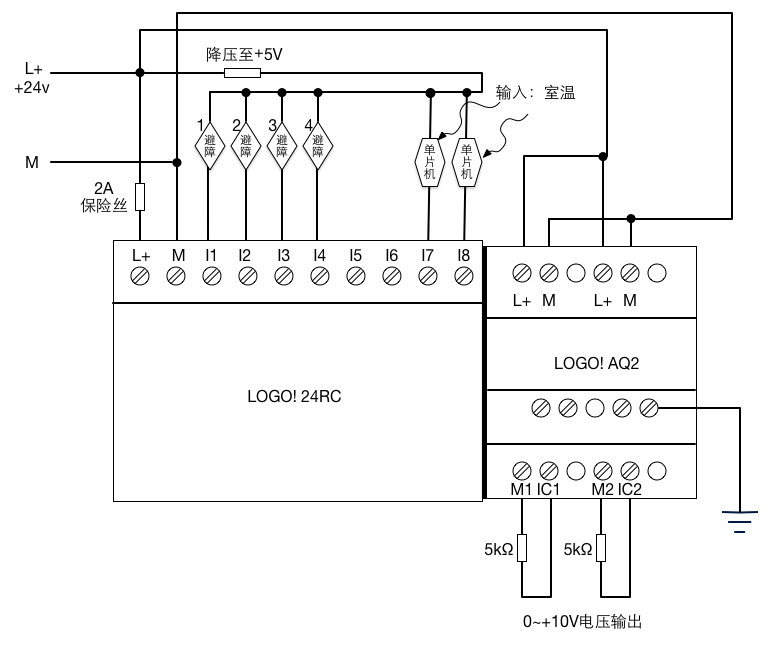 降压至+5V
L+
+24v
输入：室温
1 2 3 4
避障 避障 避障 避障
单片机 单片机
M
2A
保险丝
L+ M I1 I2 I3 I4 I5 I6 I7 I8
L+ M L+ M
LOGO! AQ2
LOGO! 24RC
M1 IC1 M2 IC2
5kΩ 5kΩ
0~+10V电压输出